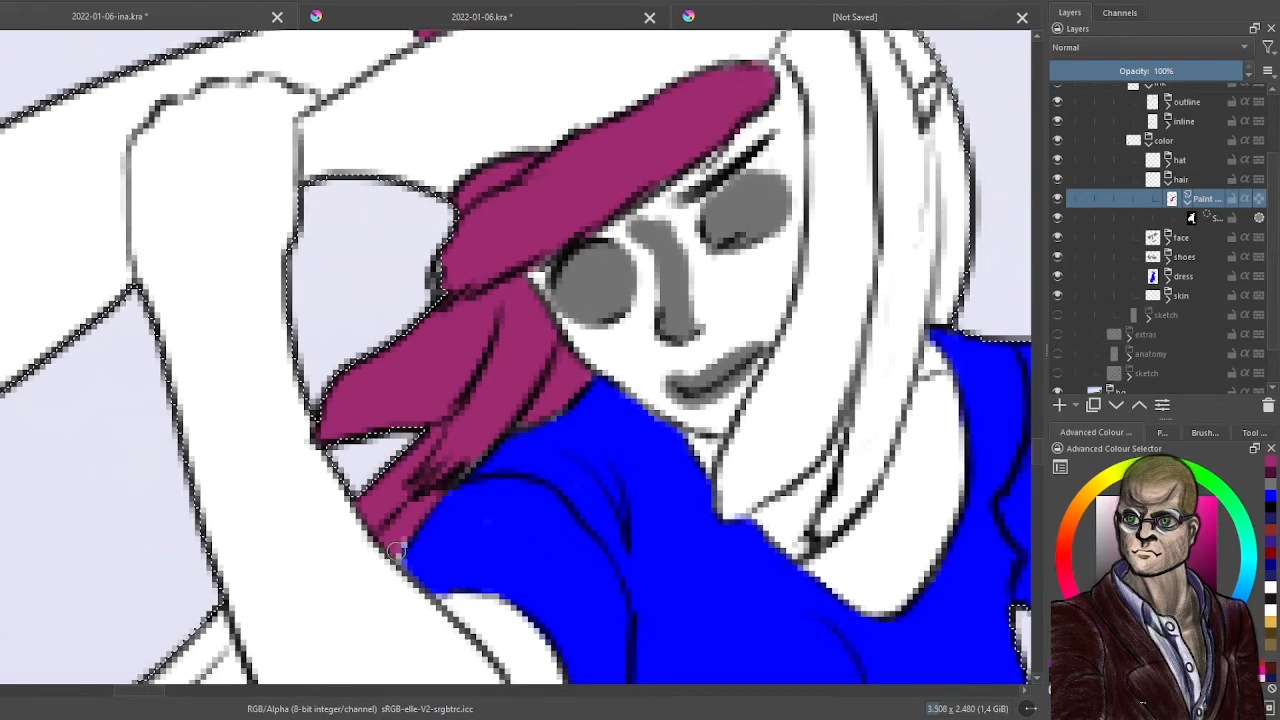 2022-01-06-ina.kra *
2022-01-06.kra *
[Not Saved]
Layers
Channels
Layers
Normal
Opacity: 100%
outline
inline
color
hat
hair
Paint ...
S...
face
shoes
dress
skin
sketch
extras
anatomy
sketch
Advanced Colour ...
P...
Brush...
Tool ...
Advanced Colour Selector
RGB/Alpha (8-bit integer/channel) sRGB-elle-V2-srgbtrc.icc
3.508 x 2.480 (1,4 GiB)